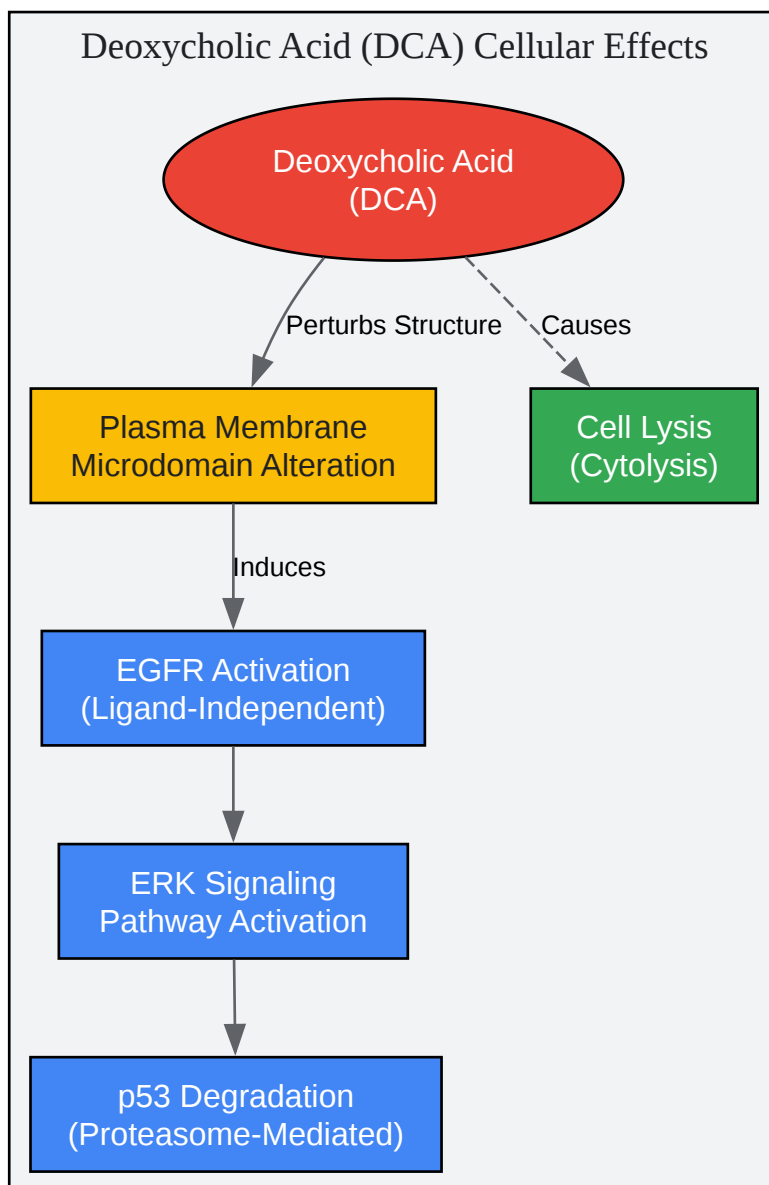 Deoxycholic Acid (DCA) Cellular Effects
Deoxycholic Acid
(DCA)
Perturbs Structure
Causes
Plasma Membrane
Microdomain Alteration
Cell Lysis
(Cytolysis)
Induces
EGFR Activation
(Ligand-Independent)
ERK Signaling
Pathway Activation
p53 Degradation
(Proteasome-Mediated)